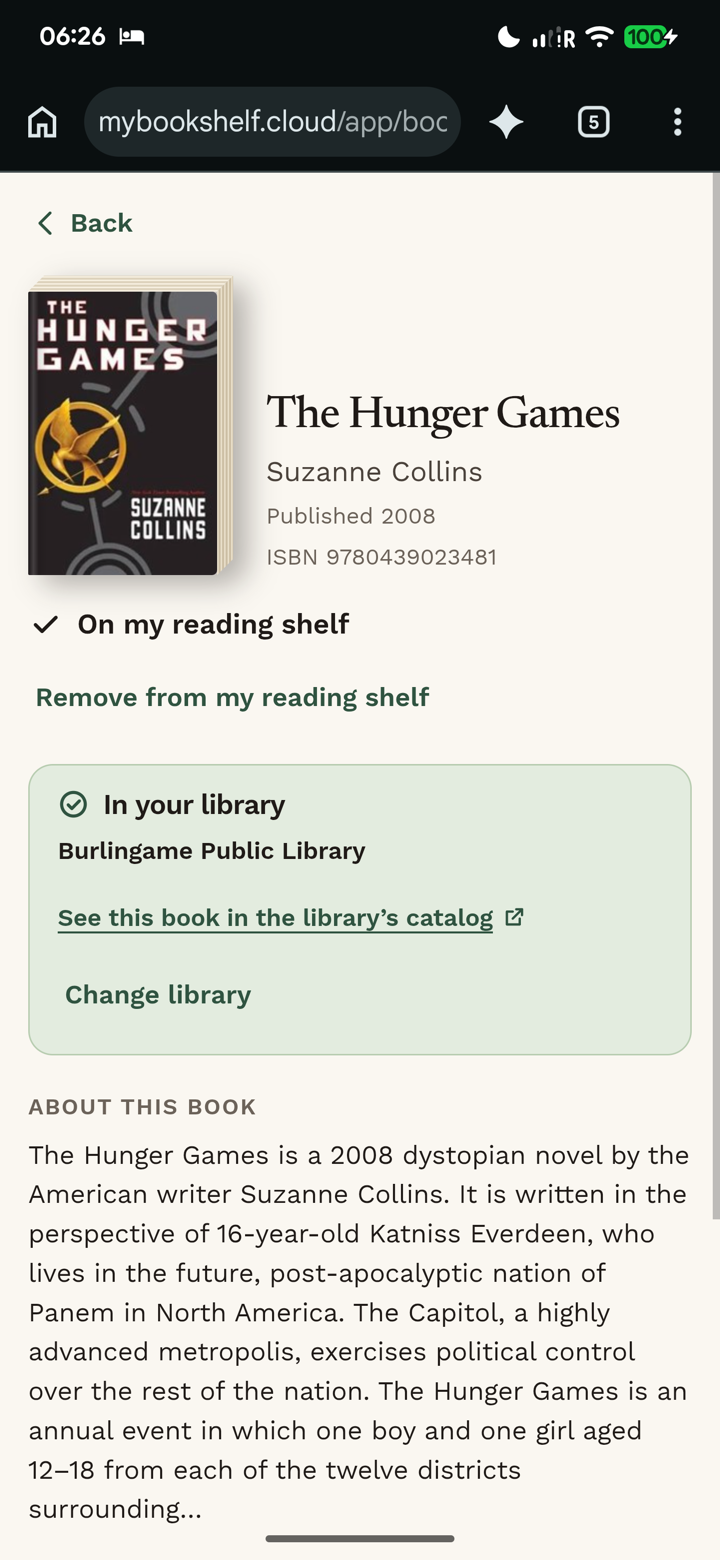 06:26
R
100
mybookshelf.cloud/app/boo
5
Back
THE
HUNGER
GAMES
SUZANNE
COLLINS
The Hunger Games
Suzanne Collins
Published 2008
ISBN 9780439023481
On my reading shelf
Remove from my reading shelf
In your library
Burlingame Public Library
See this book in the library’s catalog
Change library
ABOUT THIS BOOK
The Hunger Games is a 2008 dystopian novel by the
American writer Suzanne Collins. It is written in the
perspective of 16-year-old Katniss Everdeen, who
lives in the future, post-apocalyptic nation of
Panem in North America. The Capitol, a highly
advanced metropolis, exercises political control
over the rest of the nation. The Hunger Games is an
annual event in which one boy and one girl aged
12–18 from each of the twelve districts
surrounding...